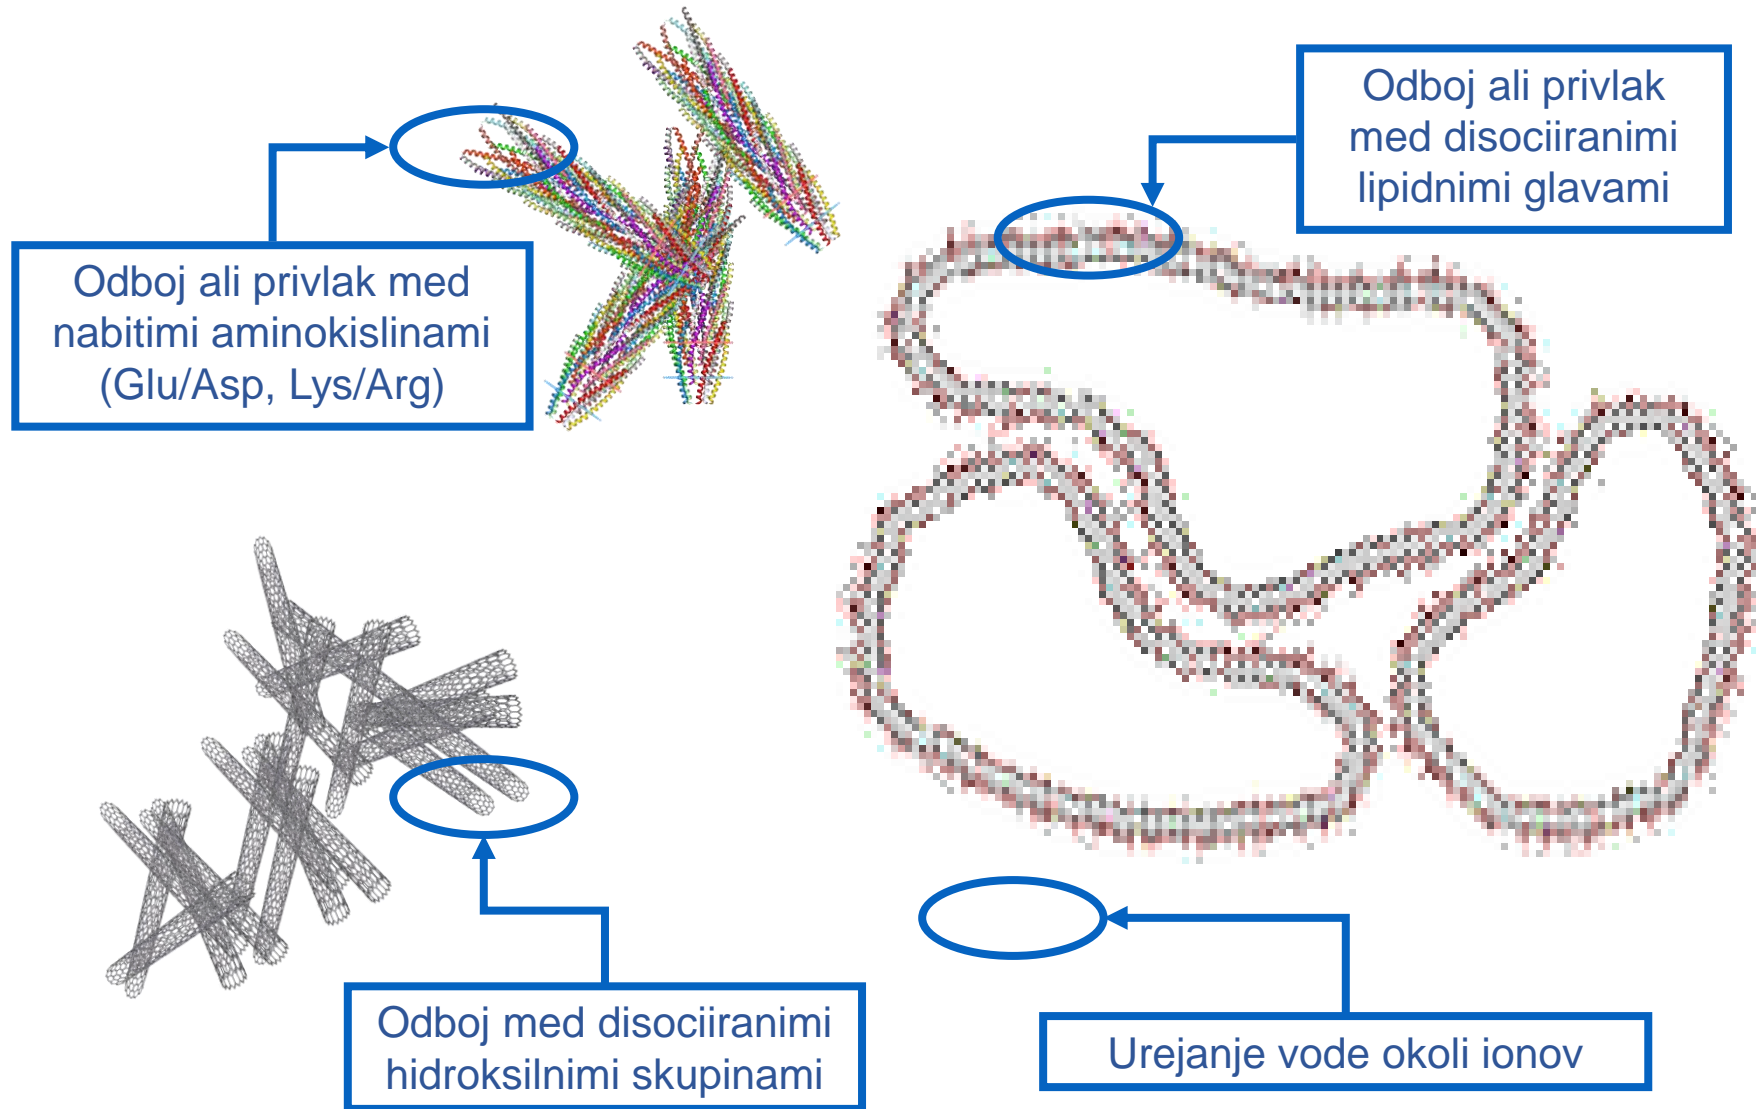 Odboj ali privlak
med disociiranimi
lipidnimi glavami
Odboj ali privlak med
nabitimi aminokislinami
(Glu/Asp, Lys/Arg)
Odboj med disociiranimi
hidroksilnimi skupinami
Urejanje vode okoli ionov